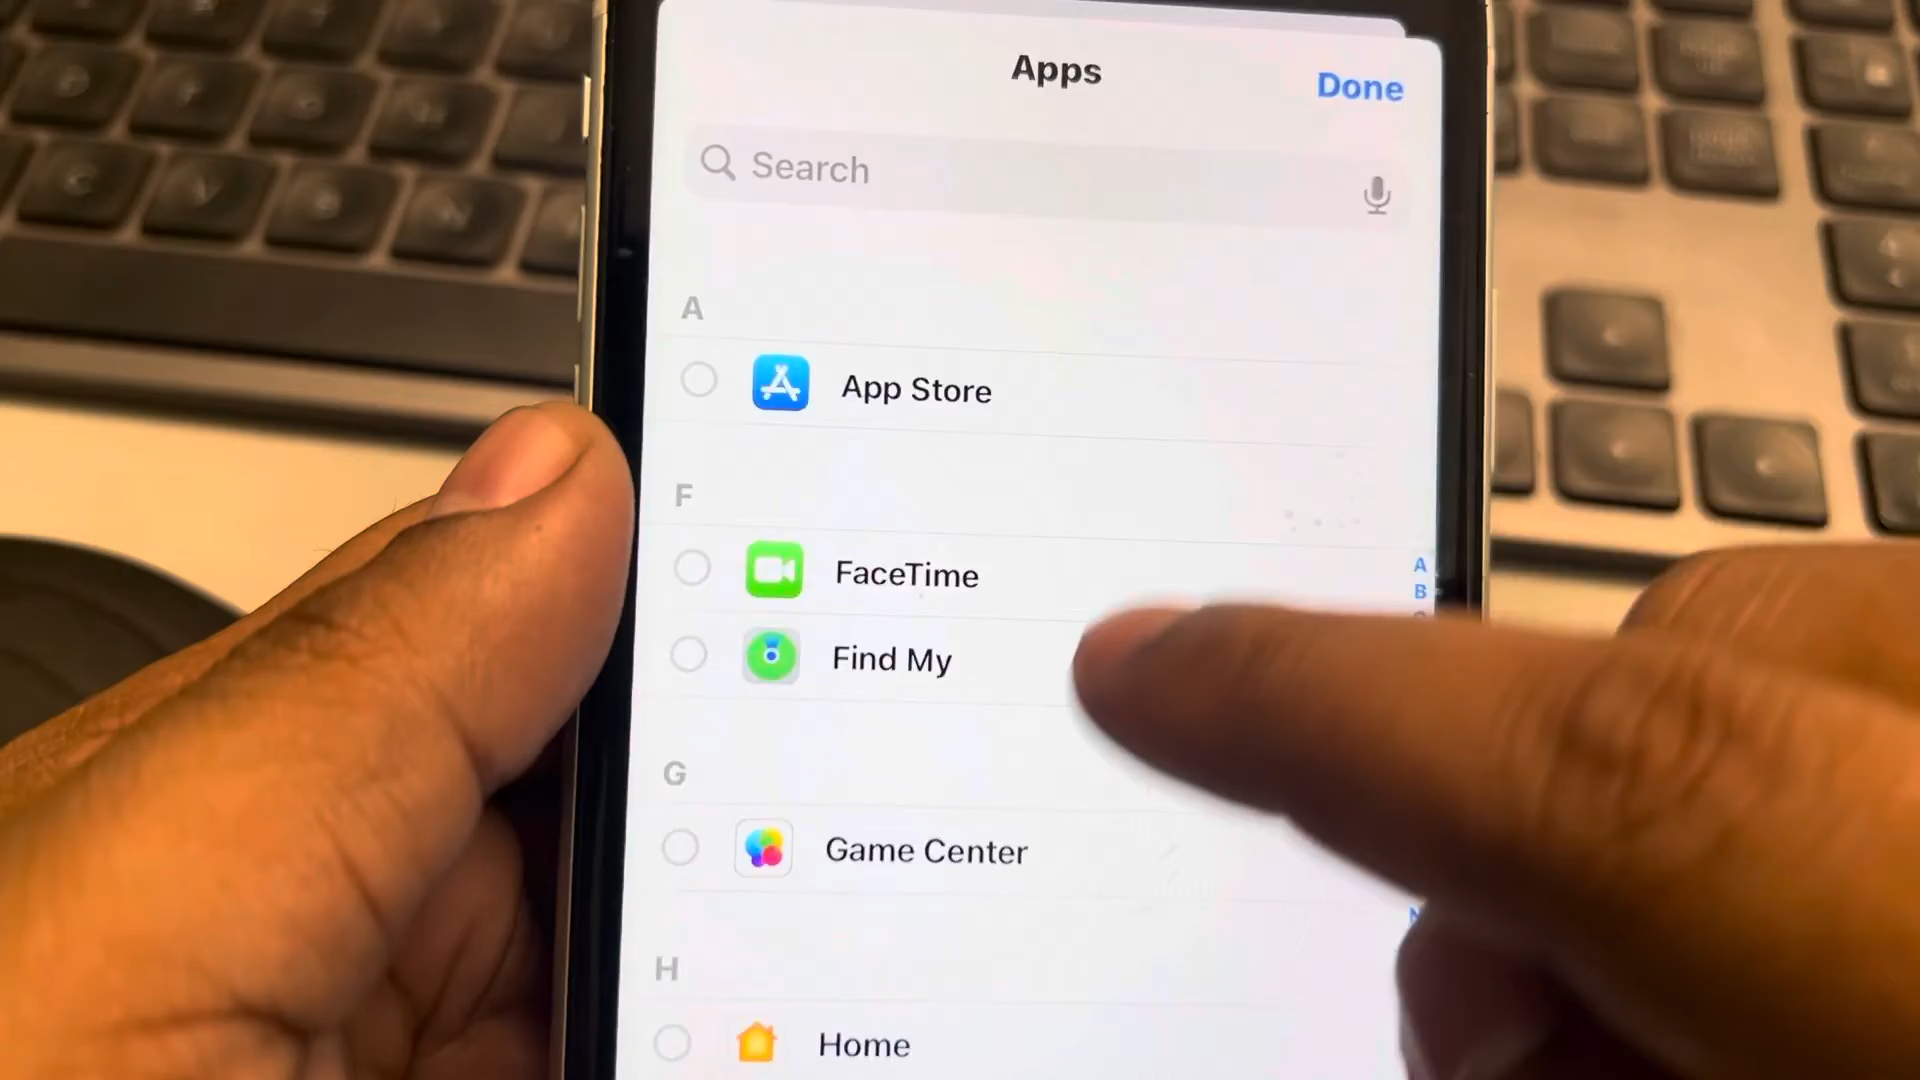 Apps
Done
Search
A
App Store
F
FaceTime
A
B
Find My
G
Game Center
N
H
Home